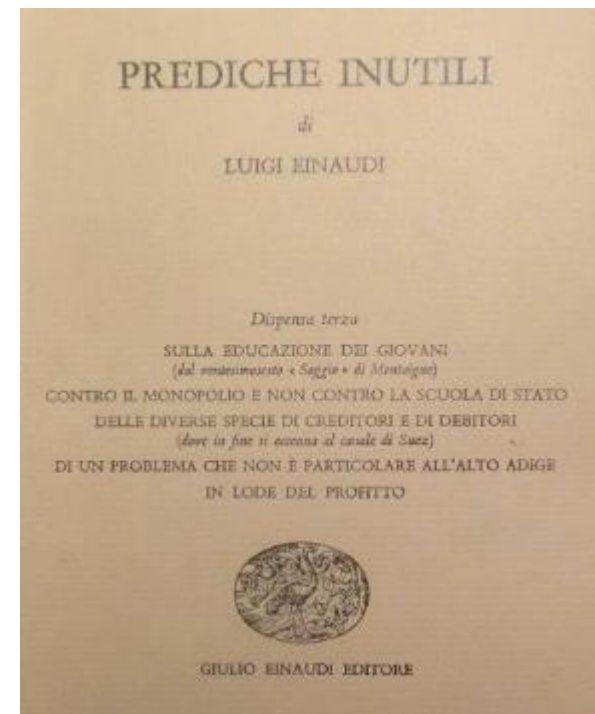 PREDICHE INUTILI
di
LUIGI EINAUDI
Dispensa terza
SULLA EDUCAZIONE DEI GIOVANI
(dal ventesimosesto « Saggio » di Montaigne)
CONTRO IL MONOPOLIO E NON CONTRO LA SCUOLA DI STATO
DELLE DIVERSE SPECIE DI CREDITORI E DI DEBITORI
(dove in fine si accenna al canale di Suez)
DI UN PROBLEMA CHE NON È PARTICOLARE ALL'ALTO ADIGE
IN LODE DEL PROFITTO
GIULIO EINAUDI EDITORE